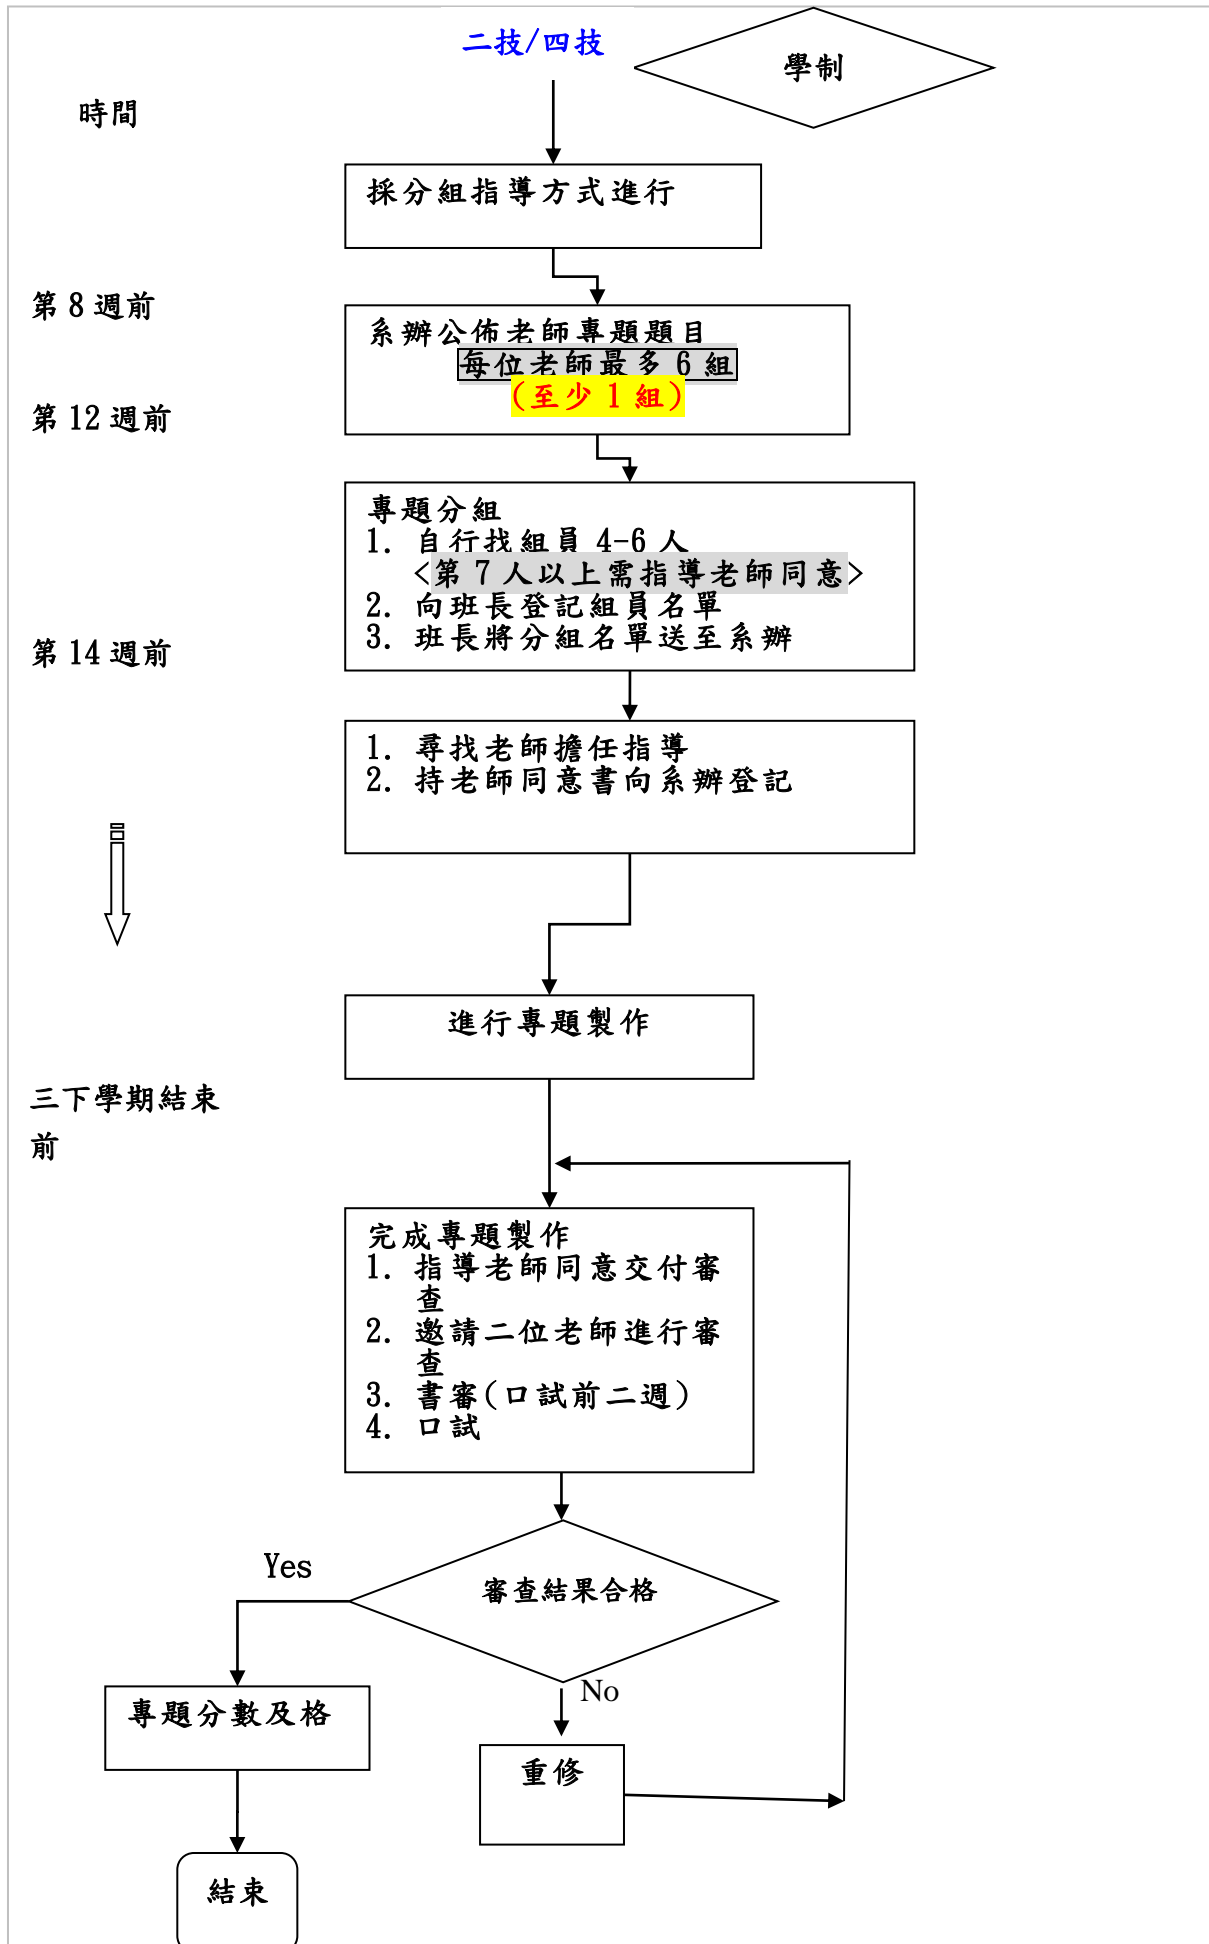 二技/四技
學制
時間
採分組指導方式進行
第 8 週前
系辦公佈老師專題題目
每位老師最多 6 組
(至少 1 組)
第 12 週前
專題分組
1. 自行找組員 4-6 人
<第 7 人以上需指導老師同意>
2. 向班長登記組員名單
3. 班長將分組名單送至系辦
第 14 週前
1. 尋找老師擔任指導
2. 持老師同意書向系辦登記
進行專題製作
三下學期結束
前
完成專題製作
1. 指導老師同意交付審
查
2. 邀請二位老師進行審
查
3. 書審(口試前二週)
4. 口試
Yes
審查結果合格
No
專題分數及格
重修
結束